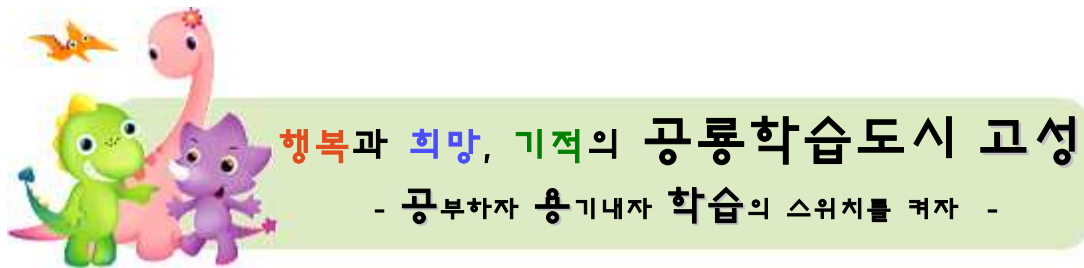 행복과 희망, 기적의 공룡학습도시 고성
- 공부하자 용기내자 학습의 스위치를 켜자 -